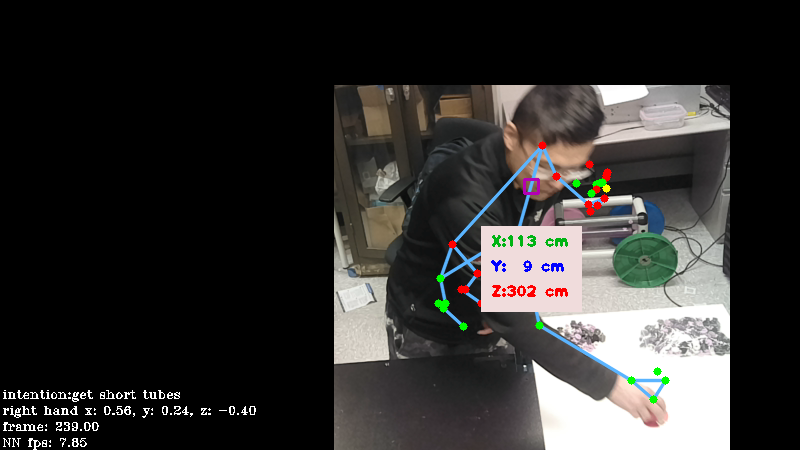 X:113 cm
Y: 9 cm
Z:302 cm
intention:get short tubes
right hand x: 0.56, y: 0.24, z: -0.40
frame: 239.00
NN fps: 7.85